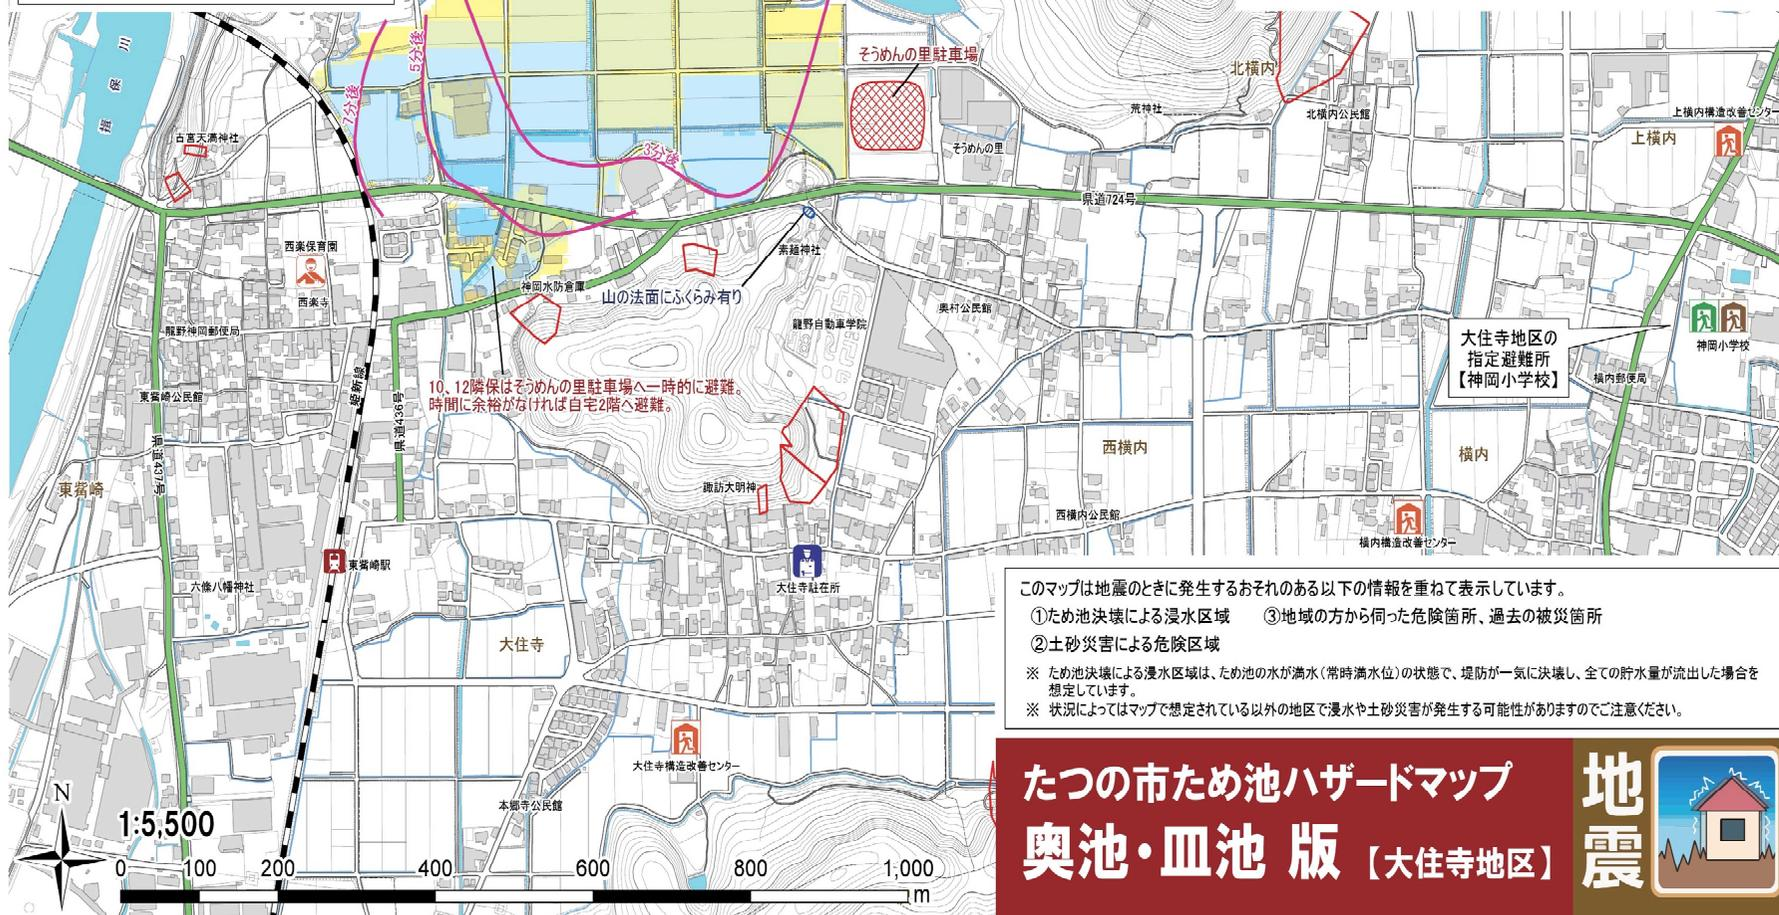 揖保川
7分後
5分後
3分後
そうめんの里駐車場
北横内
荒神社
北横内公民館
上横内構造改善センター
上横内
そうめんの里
古宮天満神社
県道724号
西楽保育園
西楽寺
素麺神社
神岡水防倉庫
山の法面にふくらみ有り
龍野神岡郵便局
龍野自動車学院
奥村公民館
大住寺地区の
指定避難所
【神岡小学校】
神岡小学校
横内郵便局
姫新線
10、12隣保はそうめんの里駐車場へ一時的に避難。
時間に余裕がなければ自宅2階へ避難。
東觜崎公民館
県道436号
県道437号
西横内
横内
東觜崎
諏訪大明神
西横内公民館
横内構造改善センター
東觜崎駅
六條八幡神社
大住寺駐在所
大住寺
大住寺構造改善センター
本郷寺公民館
このマップは地震のときに発生するおそれのある以下の情報を重ねて表示しています。
①ため池決壊による浸水区域 ③地域の方から伺った危険箇所、過去の被災箇所
②土砂災害による危険区域
※ ため池決壊による浸水区域は、ため池の水が満水（常時満水位）の状態で、堤防が一気に決壊し、全ての貯水量が流出した場合を
想定しています。
※ 状況によってはマップで想定されている以外の地区で浸水や土砂災害が発生する可能性がありますのでご注意ください。
たつの市ため池ハザードマップ
奥池・皿池 版 【大住寺地区】
地震
N
1:5,500
0 100 200 400 600 800 1,000
m